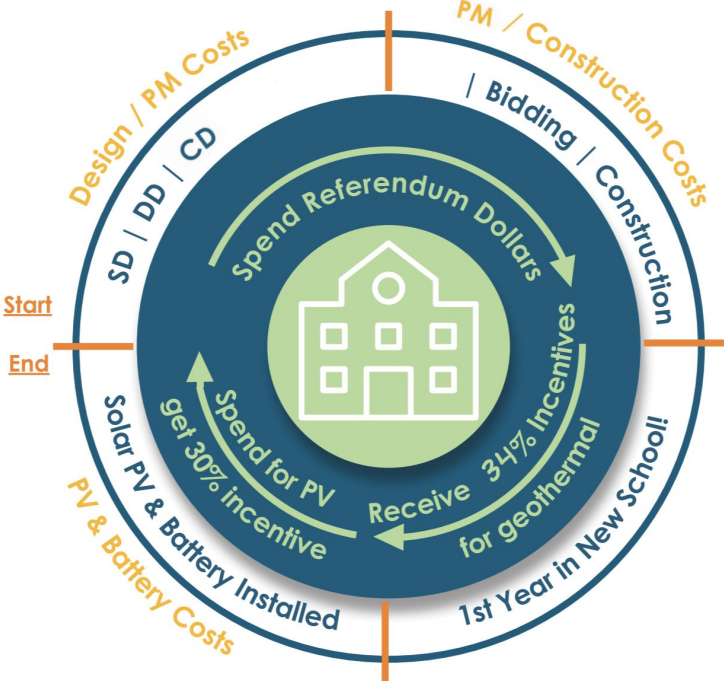 Design / PM Costs
PM / Construction Costs
SD | DD | CD
| Bidding | Construction
Spend Referendum Dollars
Start
End
Receive 34% Incentives
for geothermal
1st Year in New School!
Spend for PV
get 30% incentive
Solar PV & Battery Installed
PV & Battery Costs